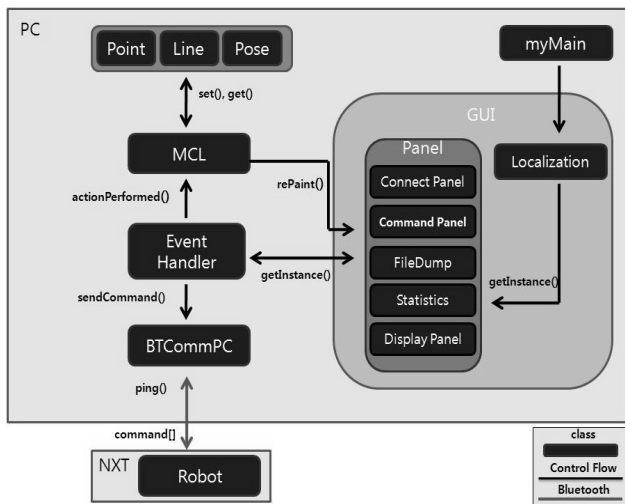 PC
Point Line Pose
myMain
set(), get()
GUI
MCL
Panel
Localization
rePaint()
Connect Panel
actionPerformed()
Command Panel
Event
Handler
FileDump
getInstance()
getInstance()
sendCommand()
Statistics
BTCommPC
Display Panel
ping()
command[]
class
NXT
Robot
Control Flow
Bluetooth